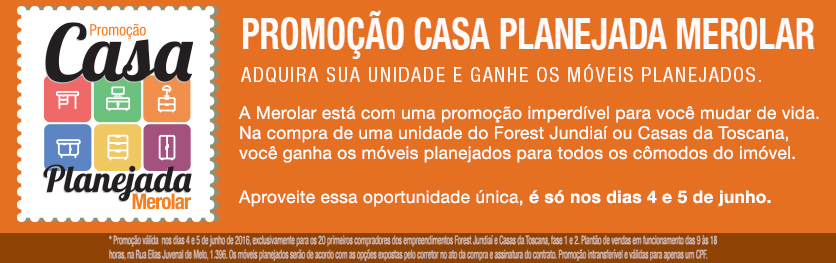 Promoção
Casa
Planejada
Merolar
PROMOÇÃO CASA PLANEJADA MEROLAR
ADQUIRA SUA UNIDADE E GANHE OS MÓVEIS PLANEJADOS.
A Merolar está com uma promoção imperdível para você mudar de vida.
Na compra de uma unidade do Forest Jundiaí ou Casas da Toscana,
você ganha os móveis planejados para todos os cômodos do imóvel.
Aproveite essa oportunidade única, é só nos dias 4 e 5 de junho.
* Promoção válida nos dias 4 e 5 de junho de 2016, exclusivamente para os 20 primeiros compradores dos empreendimentos Forest Jundiaí e Casas da Toscana, fase 1 e 2. Plantão de vendas em funcionamento das 9 às 18
horas, na Rua Elias Juvenal de Melo, 1.396. Os móveis planejados serão de acordo com as opções expostas pelo corretor no ato da compra e assinatura do contrato. Promoção intransferível e válidas para apenas um CPF.